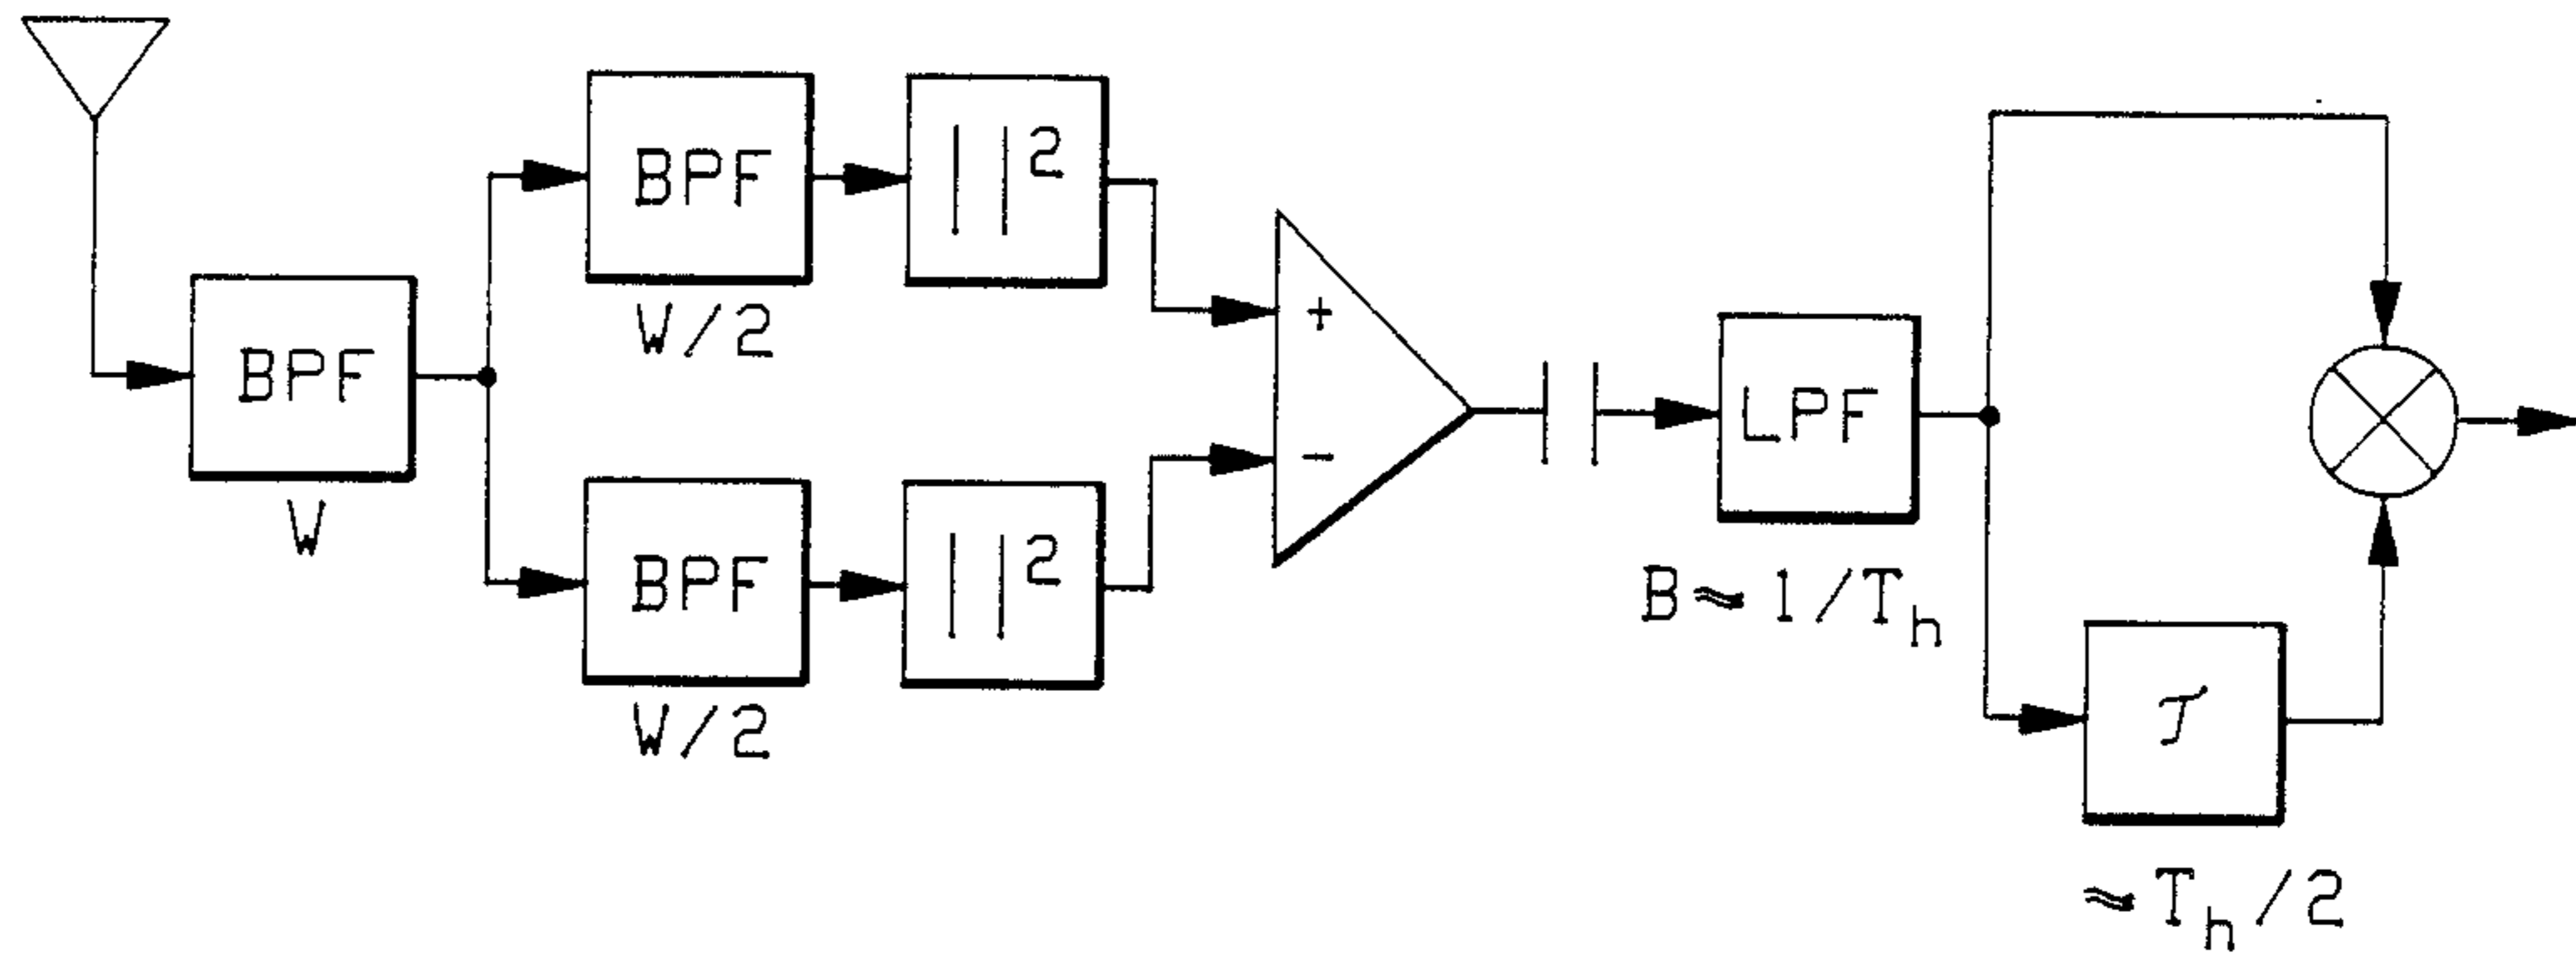 BPF
W
BPF
W/2
| |²
BPF
W/2
| |²
+
−
LPF
B ≈ 1/Tₕ
𝒯
≈ Tₕ/2